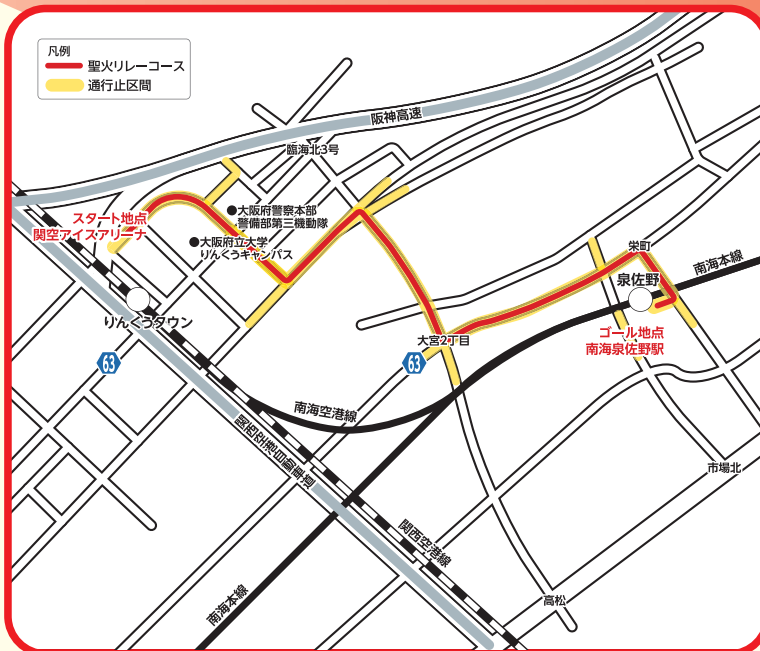 凡例
聖火リレーコース
通行止区間
阪神高速
臨海北3号
スタート地点
関空アイスアリーナ
●大阪府警察本部
警備部第三機動隊
●大阪府立大学
りんくうキャンパス
栄町
泉佐野
南海本線
りんくうタウン
大宮2丁目
ゴール地点
南海泉佐野駅
63
63
南海空港線
関西空港自動車道
市場北
関西空港線
南海本線
高松